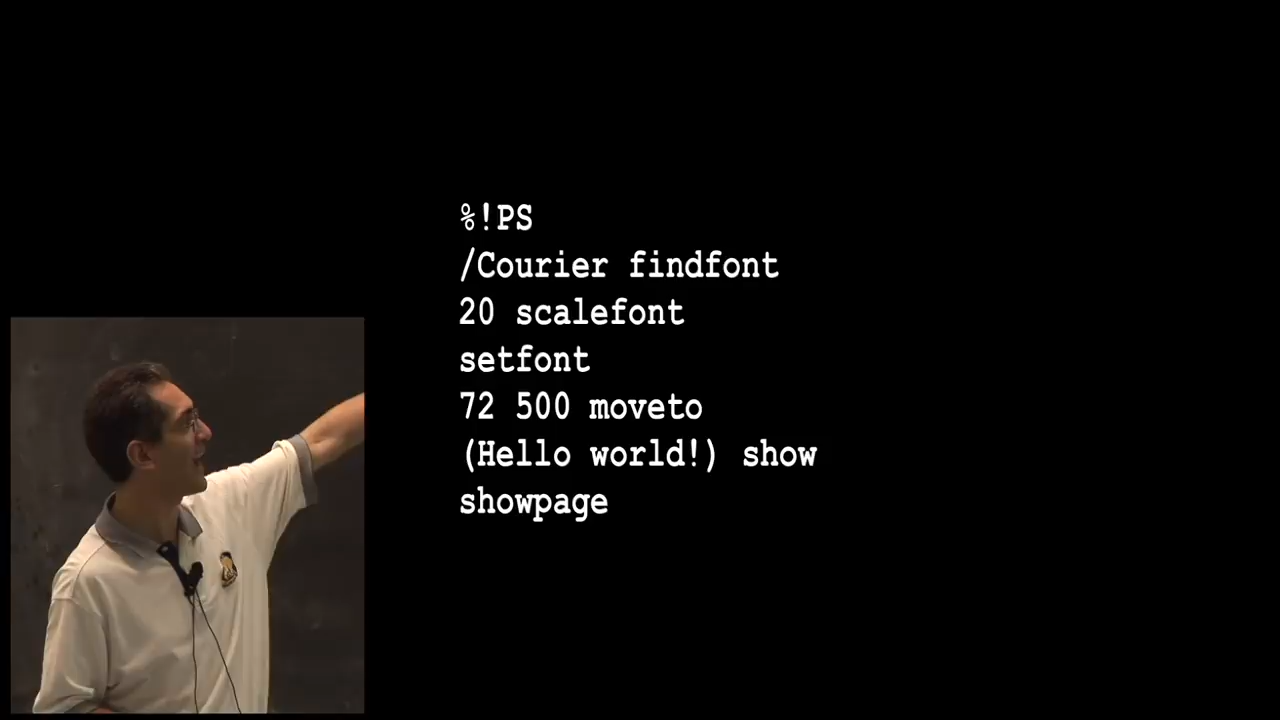 %!PS
/Courier findfont
20 scalefont
setfont
72 500 moveto
(Hello world!) show
showpage